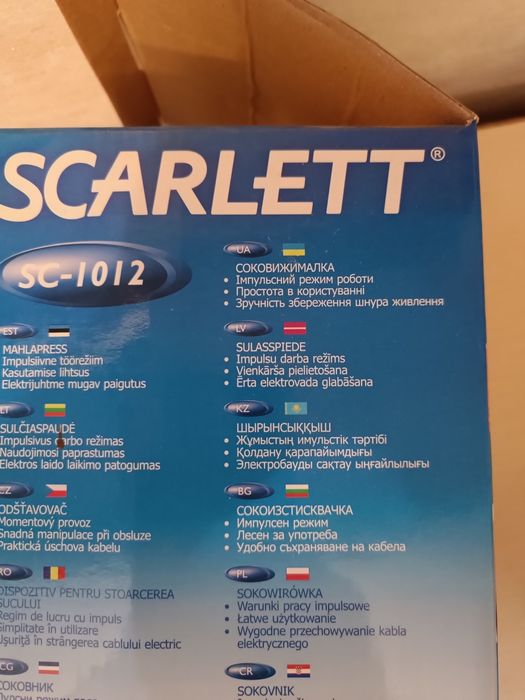 SCARLETT®
SC-1012
UA
СОКОВИЖИМАЛКА
• Імпульсний режим роботи
• Простота в користуванні
• Зручність збереження шнура живлення
EST
MAHLAPRESS
Impulsiivne töörežiim
Kasutamise lihtsus
Elektrijuhtme mugav paigutus
LV
SULASSPIEDE
• Impulsu darba režīms
• Vienkārša pielietošana
• Ērta elektrovada glabāšana
LT
SULČIASPAUDĖ
Impulsivus darbo režimas
Naudojimosi paprastumas
Elektros laido laikimo patogumas
KZ
ШЫРЫНСЫҚҚЫШ
• Жұмыстың имульстік тәртібі
• Қолдану қарапайымдығы
• Электробауды сақтау ыңғайлылығы
CZ
ODŠŤAVOVAČ
Momentový provoz
Snadná manipulace při obsluze
Praktická úschova kabelu
BG
СОКОИЗСТИСКВАЧКА
• Импулсен режим
• Лесен за употреба
• Удобно съхраняване на кабела
RO
DISPOZITIV PENTRU STOARCEREA
SUCULUI
Regim de lucru cu impuls
Simplitate în utilizare
Uşuriţă în strângerea cablului electric
PL
SOKOWIRÓWKA
• Warunki pracy impulsowe
• Łatwe użytkowanie
• Wygodne przechowywanie kabla
elektrycznego
CG
СОКОВНИК
CR
SOKOVNIK